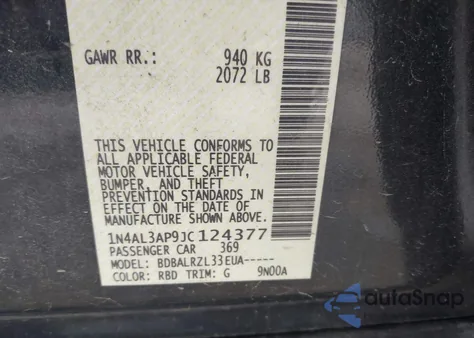 GAWR RR.: 940 KG
2072 LB
THIS VEHICLE CONFORMS TO
ALL APPLICABLE FEDERAL
MOTOR VEHICLE SAFETY,
BUMPER, AND THEFT
PREVENTION STANDARDS IN
EFFECT ON THE DATE OF
MANUFACTURE SHOWN ABOVE.
1N4AL3AP9JC124377
PASSENGER CAR 369
MODEL: BDBALRZL33EUA-----
COLOR: RBD TRIM: G 9N00A
autoSnap